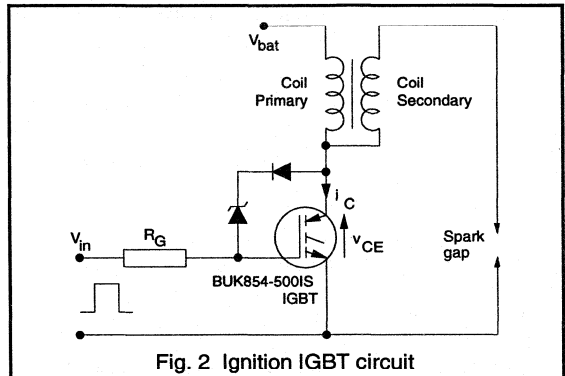 Vbat
Coil
Primary
Coil
Secondary
iC
vCE
Spark
gap
Vin
RG
BUK854-500IS
IGBT
Fig. 2 Ignition IGBT circuit